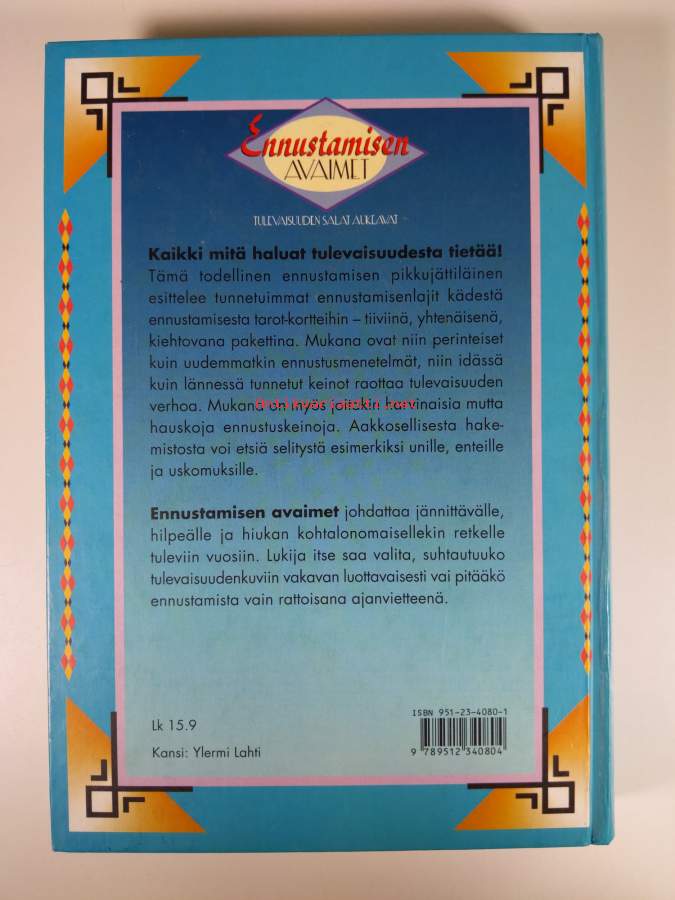 Ennustamisen
AVAIMET
TULEVAISUUDEN SALAT AUKEAVAT
Kaikki mitä haluat tulevaisuudesta tietää!
Tämä todellinen ennustamisen pikkujättiläinen
esittelee tunnetuimmat ennustamisenlajit kädestä
ennustamisesta tarot-kortteihin – tiiviinä, yhtenäisenä,
kiehtovana pakettina. Mukana ovat niin perinteiset
kuin uudemmatkin ennustusmenetelmät, niin idässä
kuin lännessä tunnetut keinot raottaa tulevaisuuden
verhoa. Mukana on myös joitakin harvinaisia mutta
hauskoja ennustuskeinoja. Aakkosellisesta hake-
mistosta voi etsiä selitystä esimerkiksi unille, enteille
ja uskomuksille.
Ennustamisen avaimet johdattaa jännittävälle,
hilpeälle ja hiukan kohtalonomaisellekin retkelle
tuleviin vuosiin. Lukija itse saa valita, suhtautuuko
tulevaisuudenkuviin vakavan luottavaisesti vai pitääkö
ennustamista vain rattoisana ajanvietteenä.
ISBN 951-23-4080-1
Lk 15.9
Kansi: Ylermi Lahti
9 789512 340804